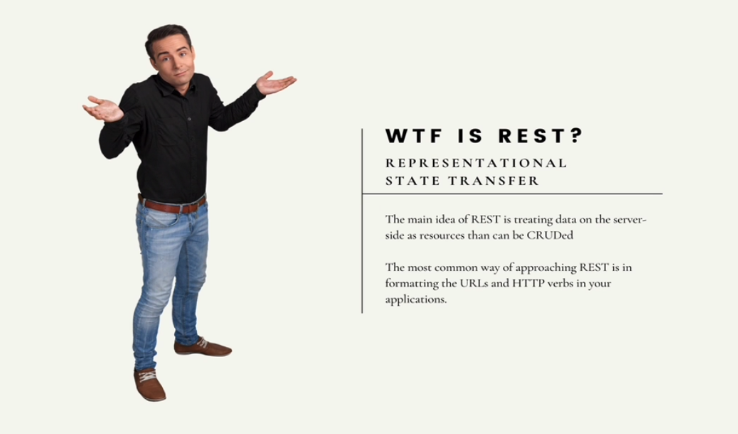 WTF IS REST?
REPRESENTATIONAL
STATE TRANSFER
The main idea of REST is treating data on the server-
side as resources than can be CRUDed
The most common way of approaching REST is in
formatting the URLs and HTTP verbs in your
applications.